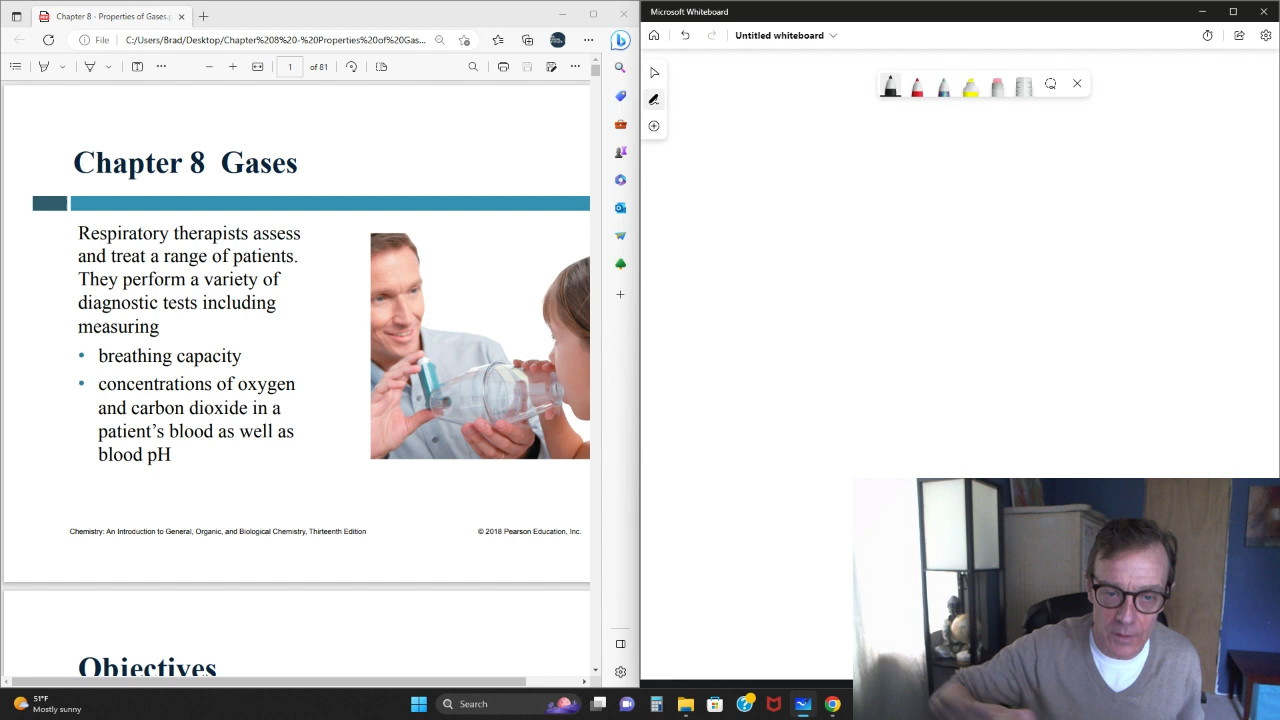 Chapter 8 - Properties of Gases.p
Microsoft Whiteboard
File
C:/Users/Brad/Desktop/Chapter%208%20-%20Properties%20of%20Gas...
Untitled whiteboard
1 of 81
Chapter 8 Gases
Respiratory therapists assess
and treat a range of patients.
They perform a variety of
diagnostic tests including
measuring
• breathing capacity
• concentrations of oxygen
and carbon dioxide in a
patient's blood as well as
blood pH
Chemistry: An Introduction to General, Organic, and Biological Chemistry, Thirteenth Edition
© 2018 Pearson Education, Inc.
Objectives
51°F
Mostly sunny
Search